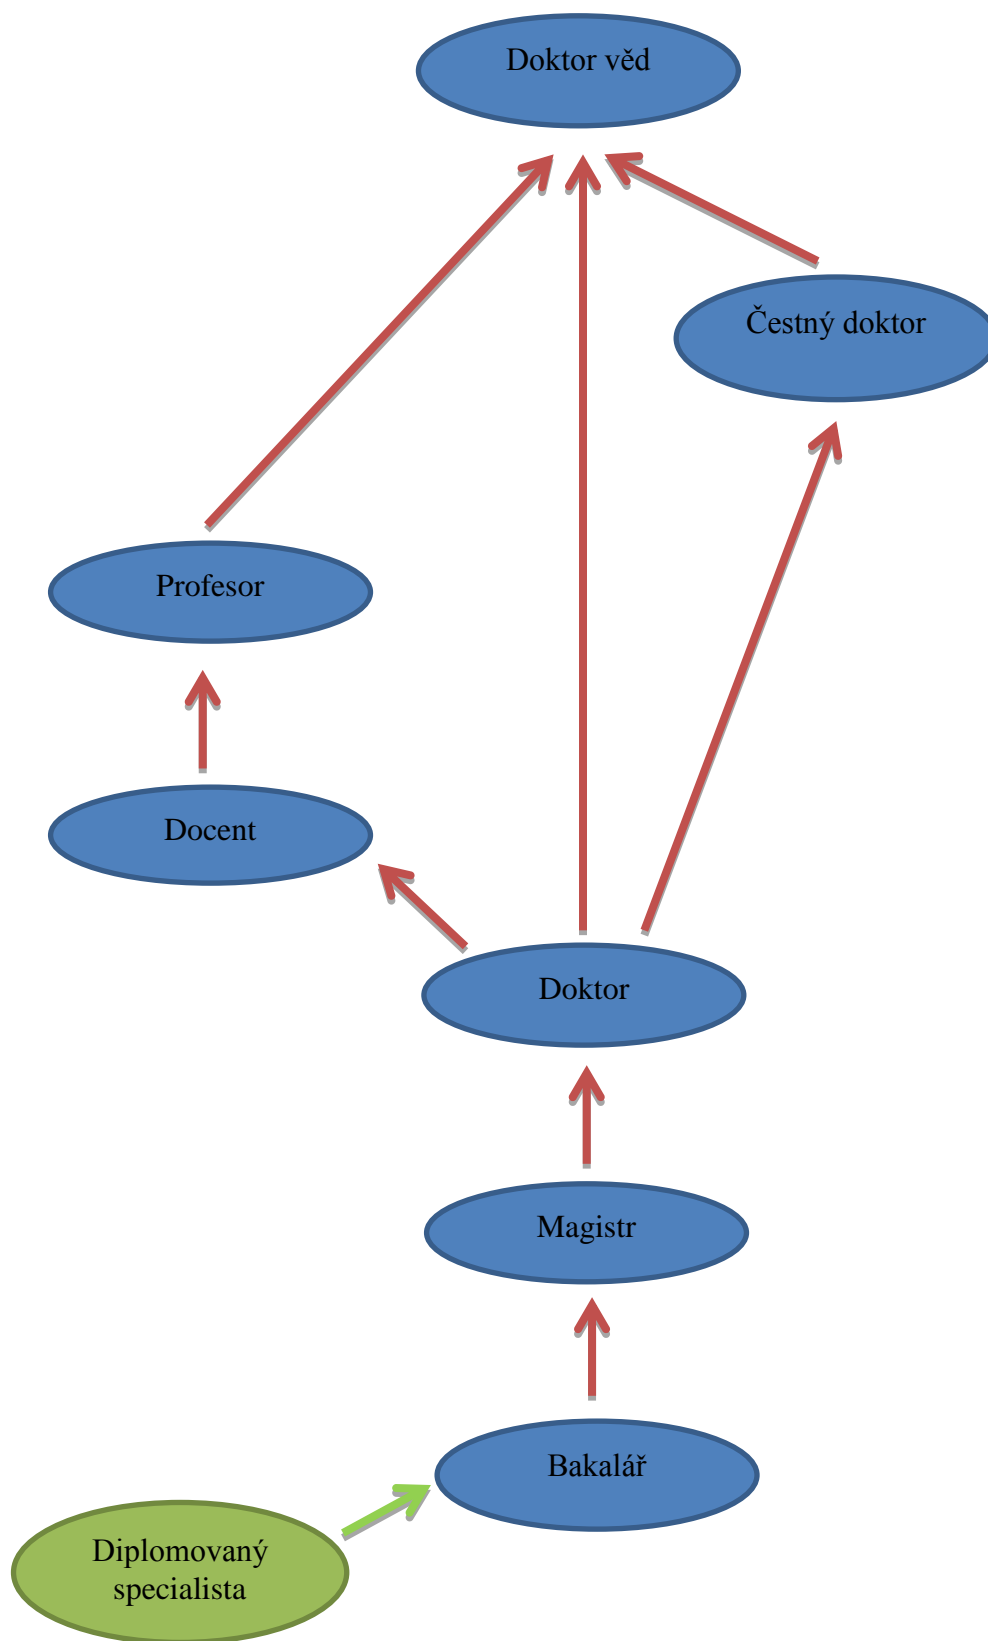 Doktor věd
Čestný doktor
Profesor
Docent
Doktor
Magistr
Bakalář
Diplomovaný
specialista